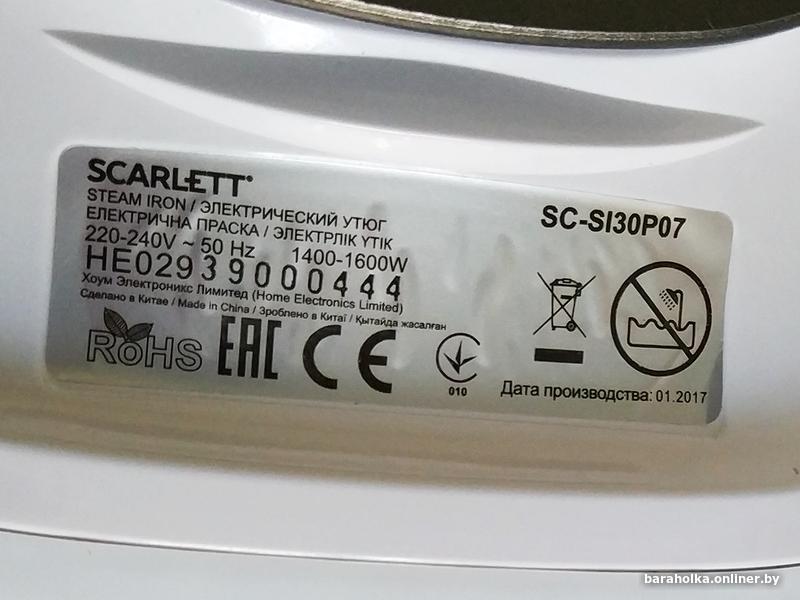 SCARLETT®
SC-SI30P07
STEAM IRON / ЭЛЕКТРИЧЕСКИЙ УТЮГ
ЕЛЕКТРИЧНА ПРАСКА / ЭЛЕКТРЛІК ҮТІК
220-240V ~ 50 Hz 1400-1600W
HE02939000444
Хоум Электроникс Лимитед (Home Electronics Limited)
Сделано в Китае / Made in China / Зроблено в Китаї / Қытайда жасалған
RoHS EAC CE
010
Дата производства: 01.2017
baraholka.onliner.by